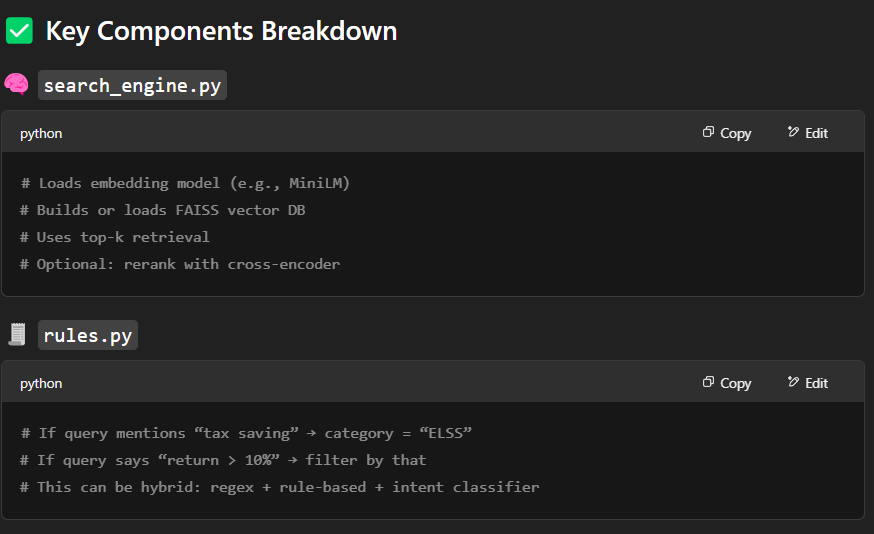 ✅ Key Components Breakdown
🧠 search_engine.py
python Copy Edit
# Loads embedding model (e.g., MiniLM)
# Builds or loads FAISS vector DB
# Uses top-k retrieval
# Optional: rerank with cross-encoder
🧾 rules.py
python Copy Edit
# If query mentions “tax saving” → category = “ELSS”
# If query says “return > 10%” → filter by that
# This can be hybrid: regex + rule-based + intent classifier